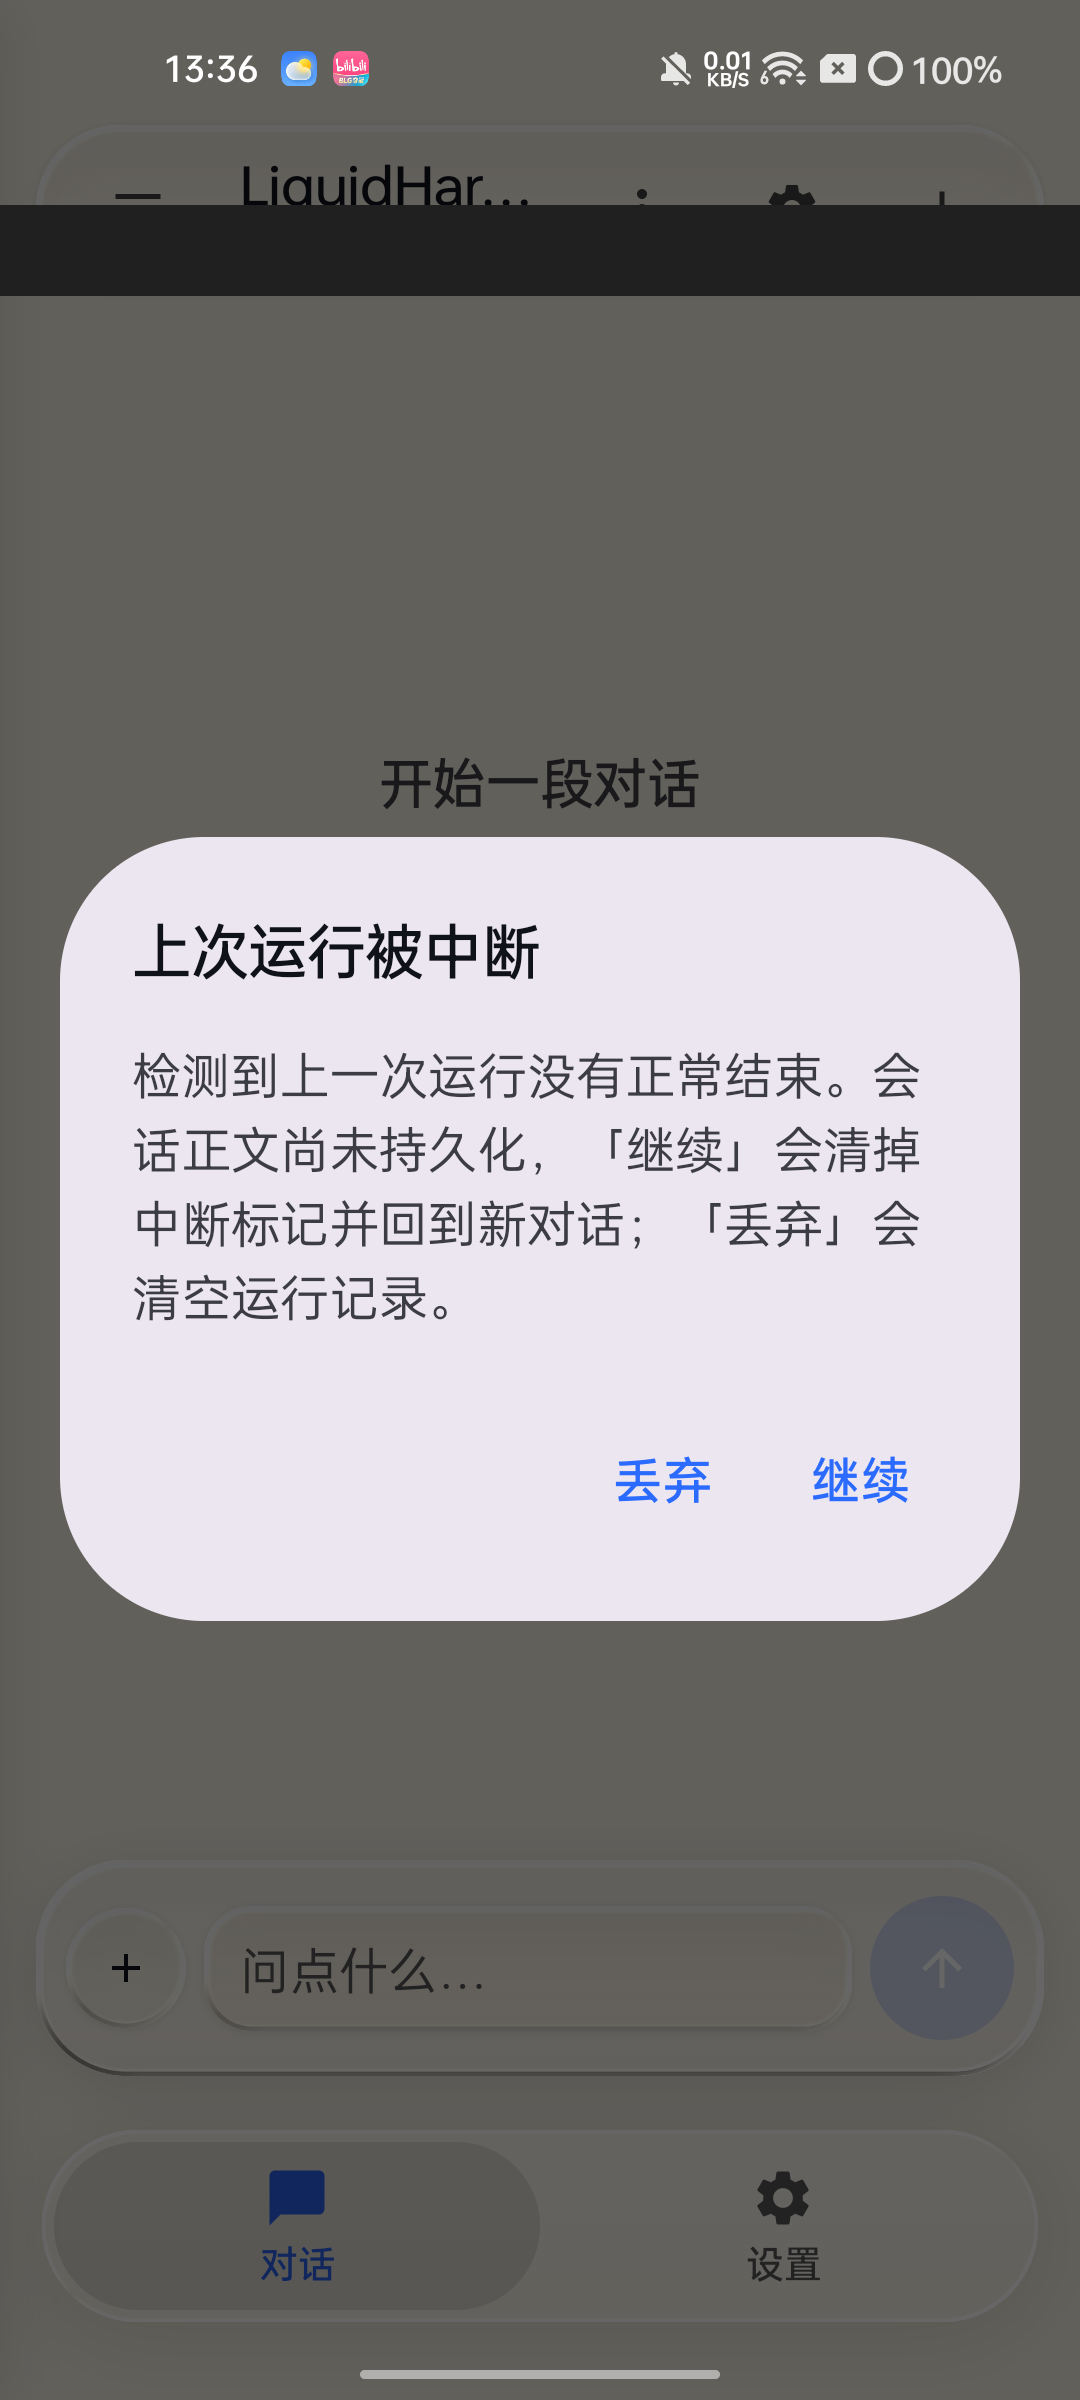 13:36
bilibili
0.01
KB/S
6
100%
LiquidHar...
开始一段对话
上次运行被中断
检测到上一次运行没有正常结束。会
话正文尚未持久化，「继续」会清掉
中断标记并回到新对话；「丢弃」会
清空运行记录。
丢弃
继续
问点什么...
对话
设置